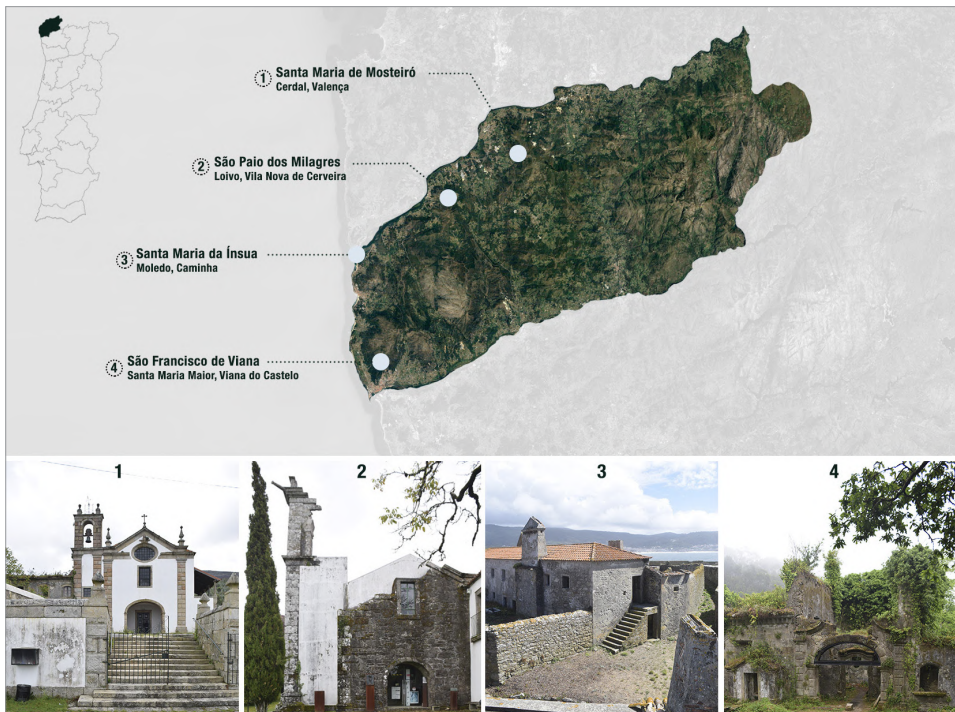 1
Santa Maria de Mosteiró
Cerdal, Valença
2
São Paio dos Milagres
Loivo, Vila Nova de Cerveira
3
Santa Maria da Ínsua
Moledo, Caminha
4
São Francisco de Viana
Santa Maria Maior, Viana do Castelo
1
2
3
4